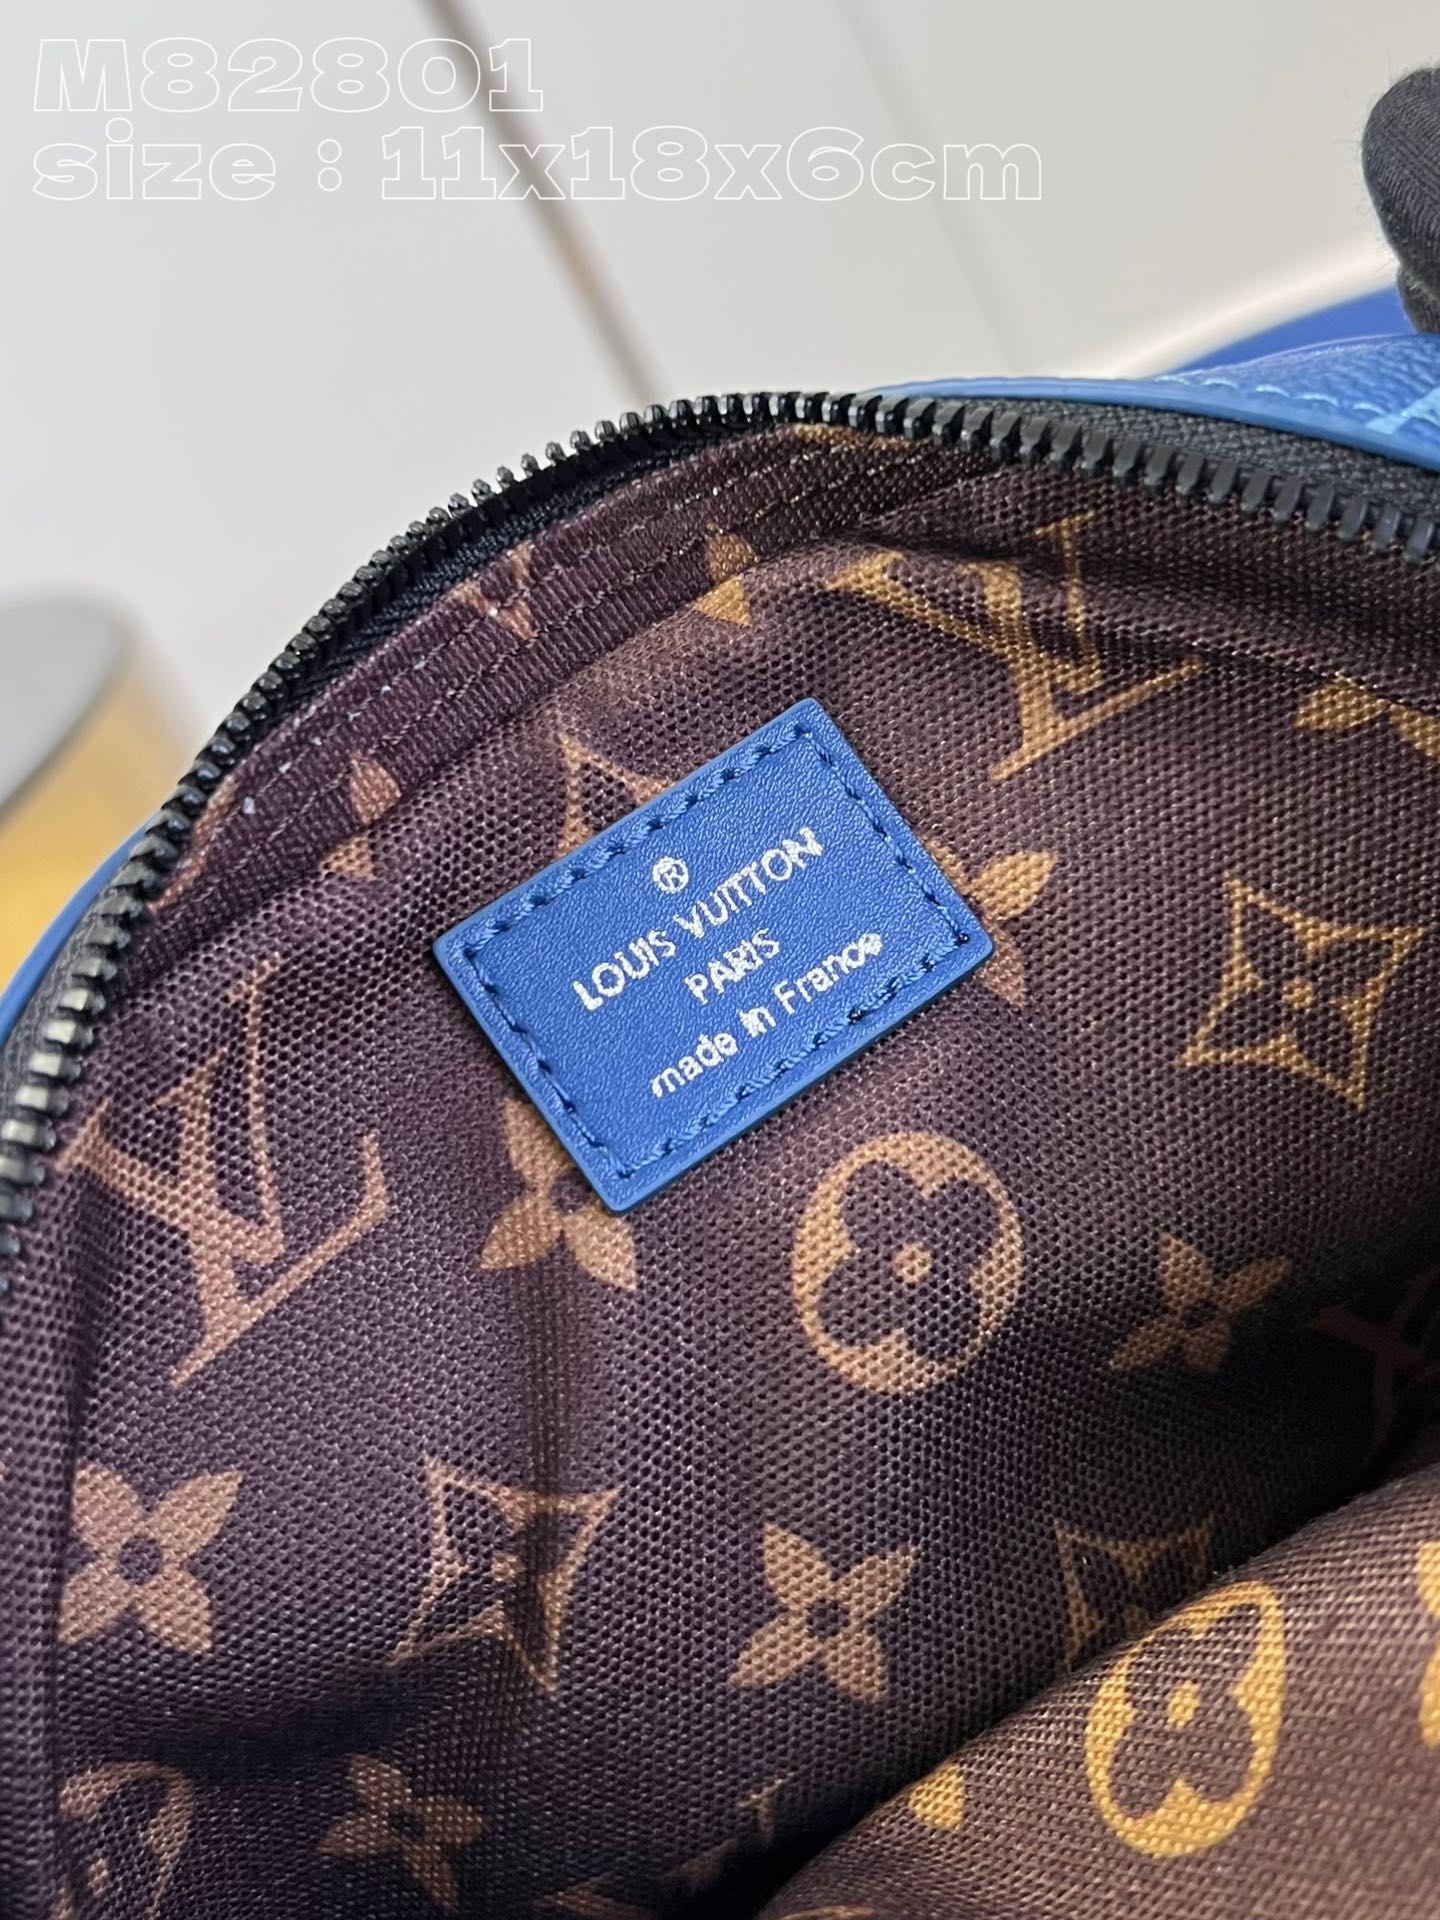 M82801
size : 11x18x6cm
®
LOUIS VUITTON
PARIS
made in France